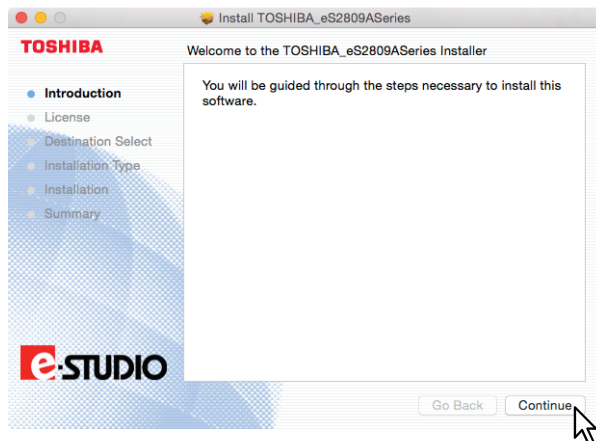 Install TOSHIBA_eS2809ASeries
TOSHIBA
Welcome to the TOSHIBA_eS2809ASeries Installer
Introduction
License
Destination Select
Installation Type
Installation
Summary
You will be guided through the steps necessary to install this
software.
e-STUDIO
Go Back
Continue